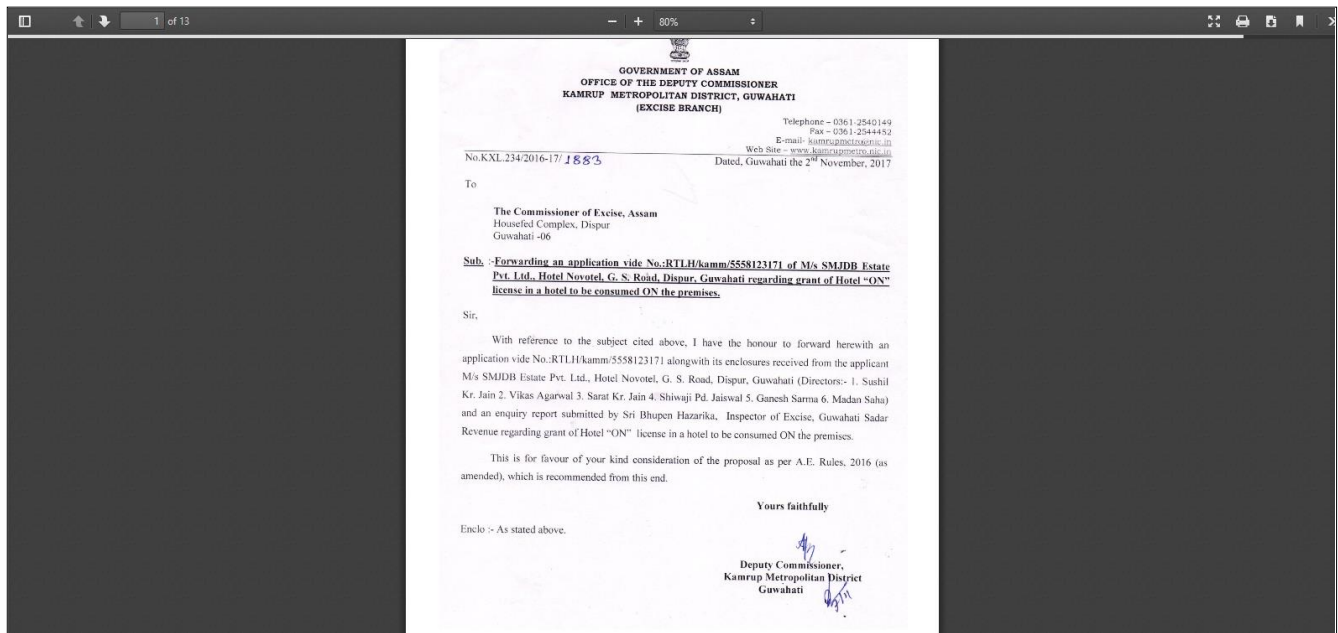 1 of 13
80%
GOVERNMENT OF ASSAM
OFFICE OF THE DEPUTY COMMISSIONER
KAMRUP METROPOLITAN DISTRICT, GUWAHATI
(EXCISE BRANCH)
Telephone – 0361-2540149
Fax – 0361-2544452
E-mail- kamrupmetro@nic.in
Web Site – www.kamrupmetro.nic.in
No.KXL.234/2016-17/ 1883 Dated, Guwahati the 2nd November, 2017
To
The Commissioner of Excise, Assam
Housefed Complex, Dispur
Guwahati -06
Sub. :-Forwarding an application vide No.:RTLH/kamm/5558123171 of M/s SMJDB Estate
Pvt. Ltd., Hotel Novotel, G. S. Road, Dispur, Guwahati regarding grant of Hotel “ON”
license in a hotel to be consumed ON the premises.
Sir,
With reference to the subject cited above, I have the honour to forward herewith an
application vide No.:RTLH/kamm/5558123171 alongwith its enclosures received from the applicant
M/s SMJDB Estate Pvt. Ltd., Hotel Novotel, G. S. Road, Dispur, Guwahati (Directors:- 1. Sushil
Kr. Jain 2. Vikas Agarwal 3. Sarat Kr. Jain 4. Shiwaji Pd. Jaiswal 5. Ganesh Sarma 6. Madan Saha)
and an enquiry report submitted by Sri Bhupen Hazarika, Inspector of Excise, Guwahati Sadar
Revenue regarding grant of Hotel “ON” license in a hotel to be consumed ON the premises.
This is for favour of your kind consideration of the proposal as per A.E. Rules, 2016 (as
amended), which is recommended from this end.
Yours faithfully
Enclo :- As stated above.
Deputy Commissioner,
Kamrup Metropolitan District
Guwahati